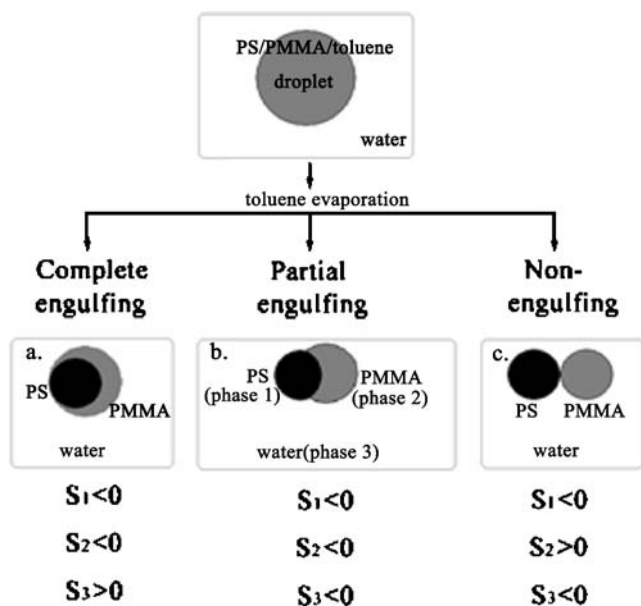 PS/PMMA/toluene
droplet
water
toluene evaporation
Complete
engulfing
Partial
engulfing
Non-
engulfing
a.
PS
PMMA
water
b.
PS
(phase 1)
PMMA
(phase 2)
water(phase 3)
c.
PS
PMMA
water
S1<0
S1<0
S1<0
S2<0
S2<0
S2>0
S3>0
S3<0
S3<0